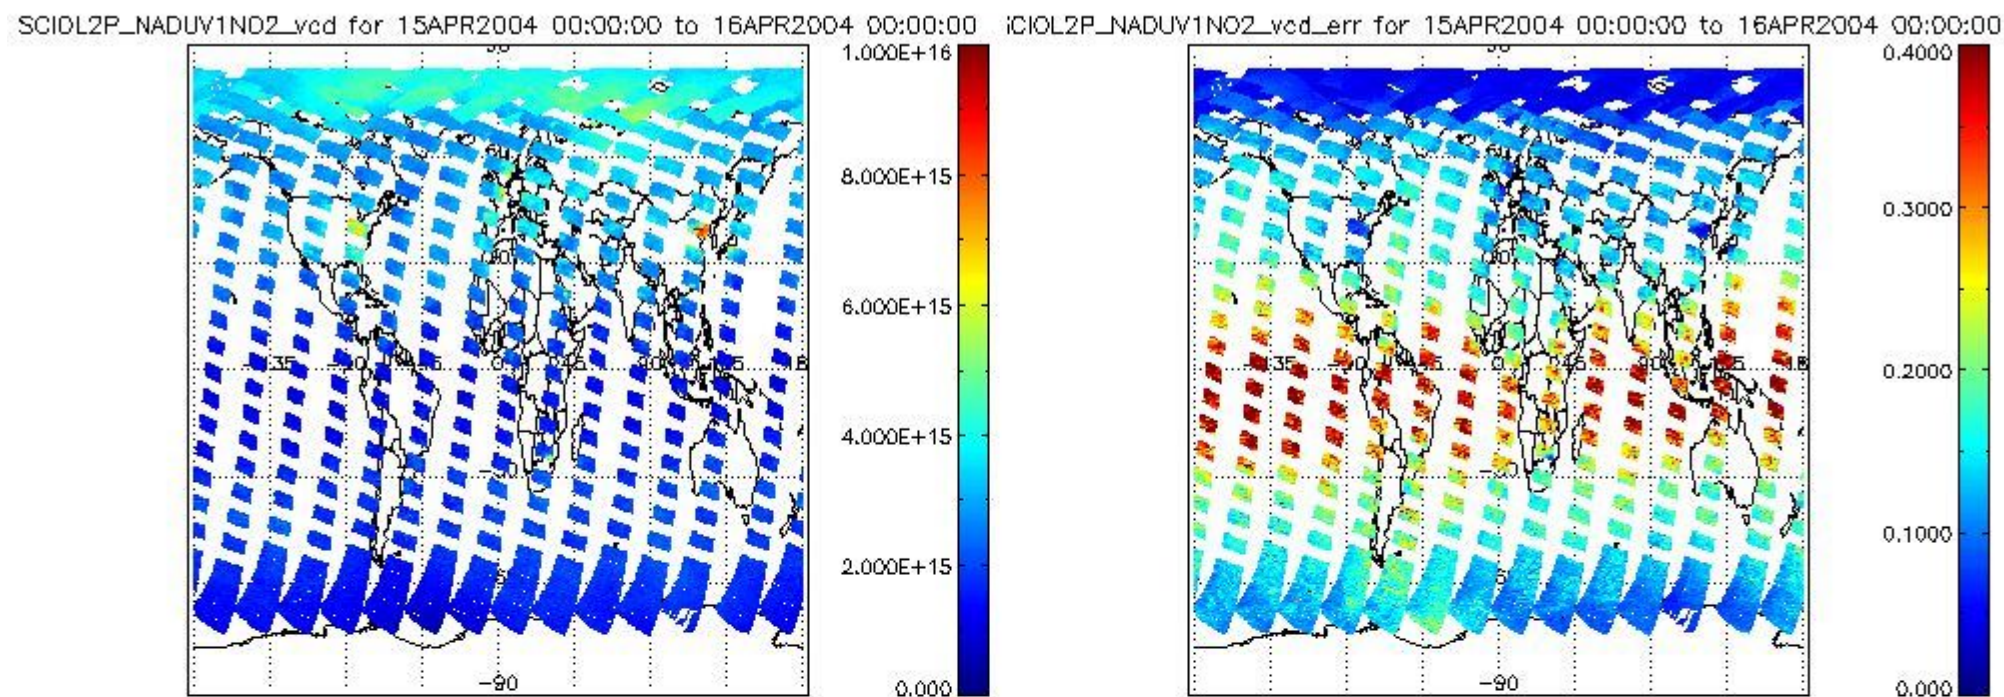 SCIOL2P_NADUV1NO2_vcd for 15APR2004 00:00:00 to 16APR2004 00:00:00
1.000E+16
8.000E+15
6.000E+15
4.000E+15
2.000E+15
0.000
-90
iCIOL2P_NADUV1NO2_vcd_err for 15APR2004 00:00:00 to 16APR2004 00:00:00
0.4000
0.3000
0.2000
0.1000
0.000
-90